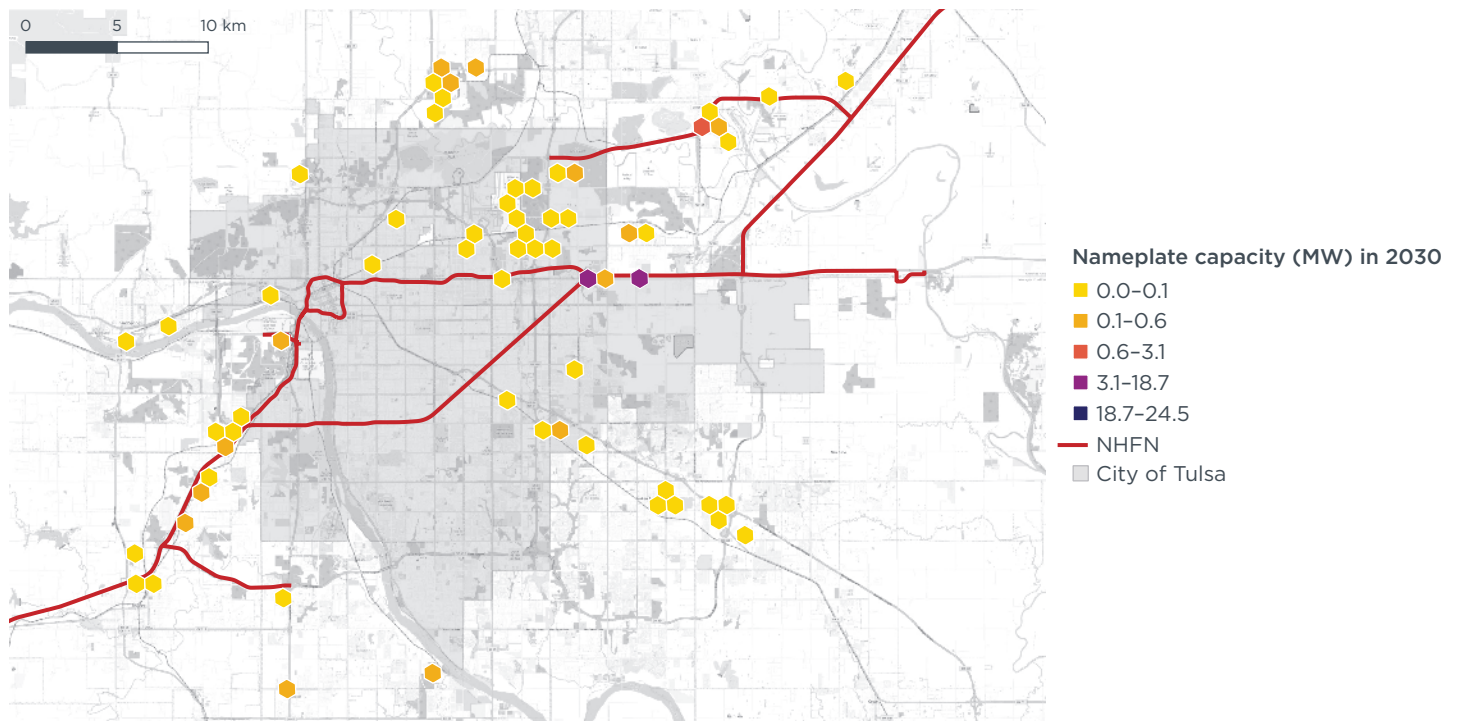 0 5 10 km
Nameplate capacity (MW) in 2030
0.0–0.1
0.1–0.6
0.6–3.1
3.1–18.7
18.7–24.5
NHFN
City of Tulsa